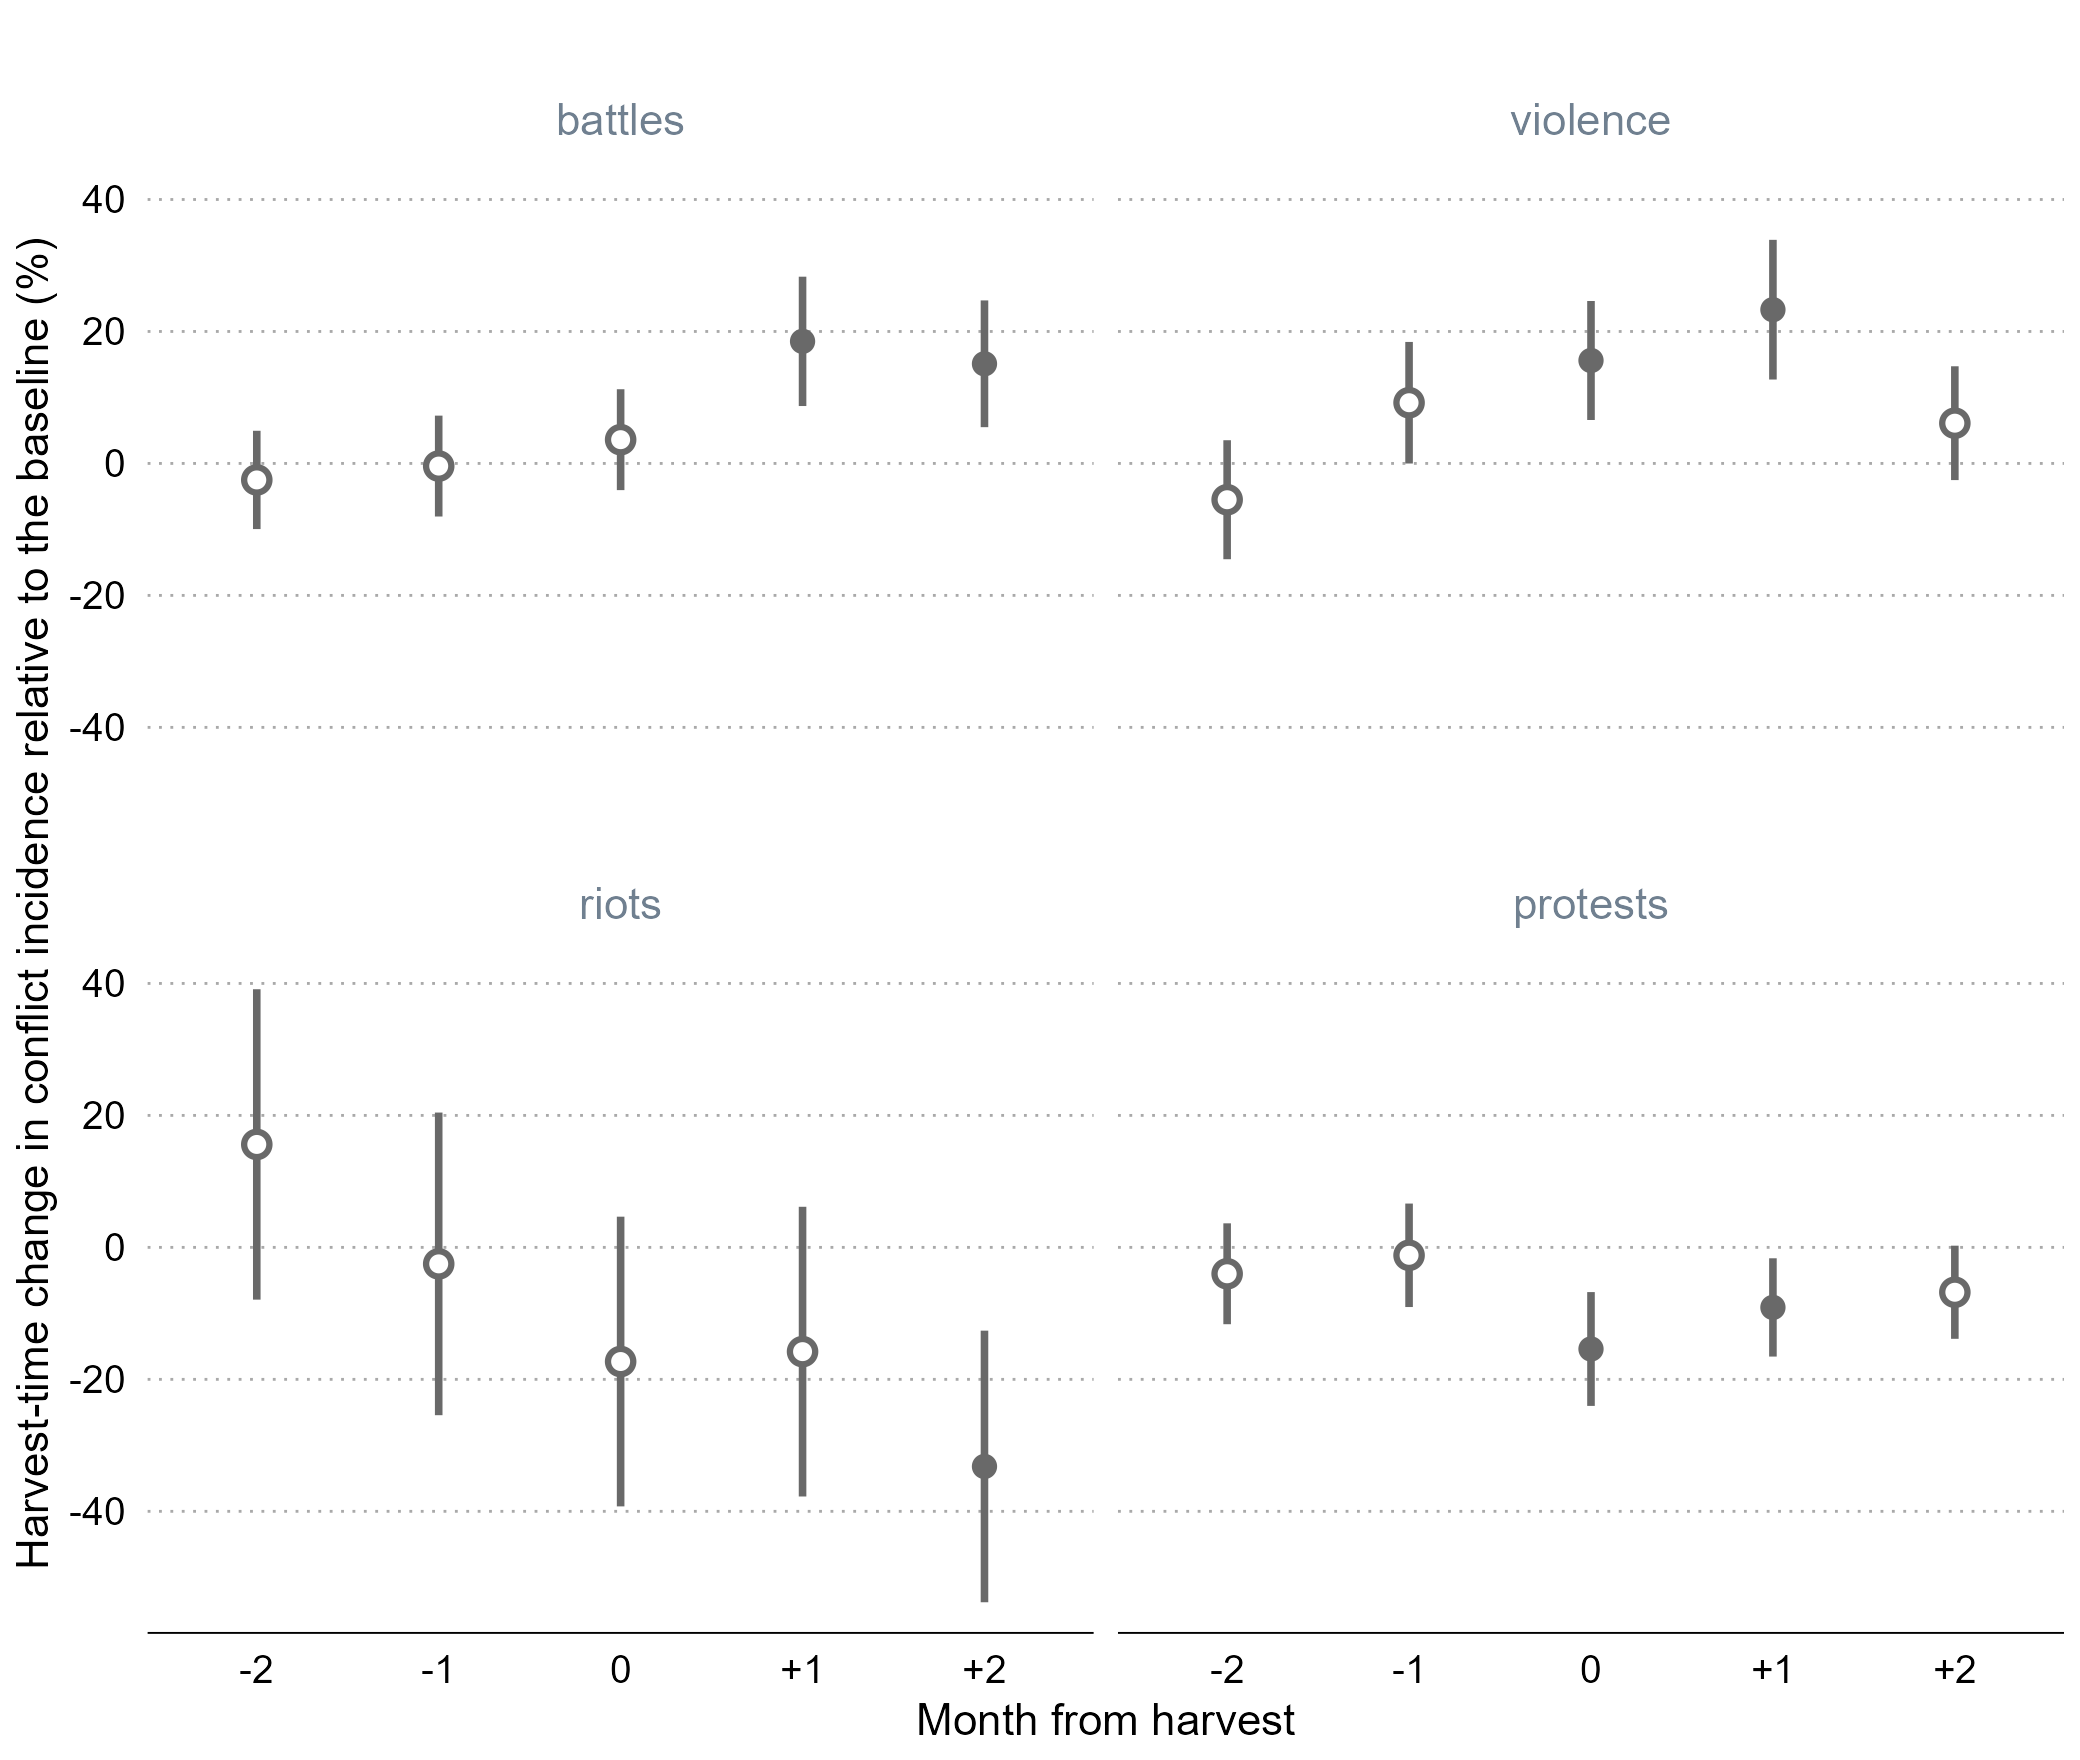 battles
violence
40
20
0
-20
-40
Harvest-time change in conflict incidence relative to the baseline (%)
riots
protests
40
20
0
-20
-40
-2 -1 0 +1 +2
-2 -1 0 +1 +2
Month from harvest